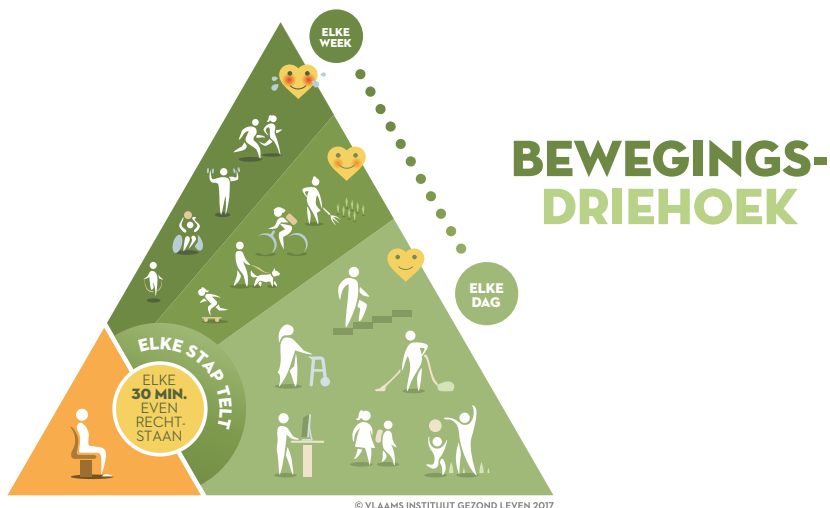 ELKE
WEEK
BEWEGINGS-
DRIEHOEK
ELKE
DAG
ELKE STAP TELT
ELKE
30 MIN.
EVEN
RECHT-
STAAN
© VLAAMS INSTITUUT GEZOND LEVEN 2017